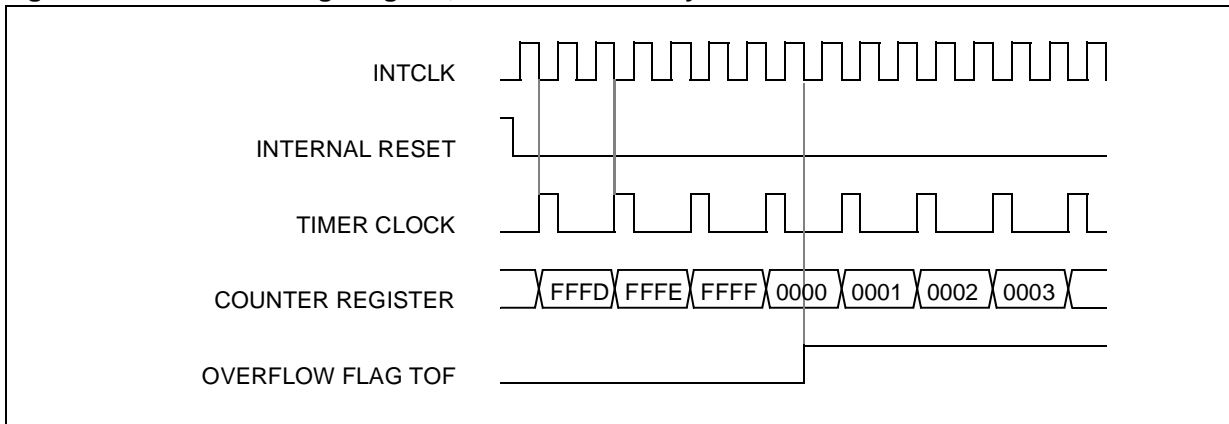 INTCLK
INTERNAL RESET
TIMER CLOCK
COUNTER REGISTER FFFD FFFE FFFF 0000 0001 0002 0003
OVERFLOW FLAG TOF